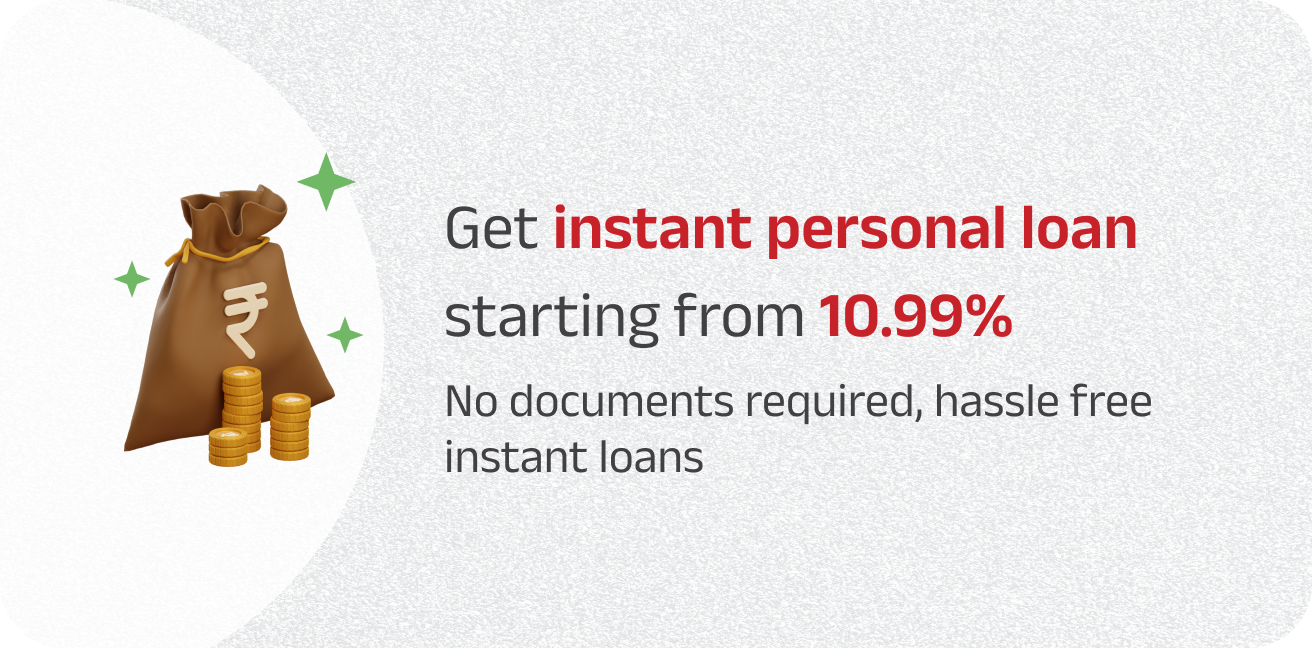 ₹
Get instant personal loan
starting from 10.99%
No documents required, hassle free
instant loans